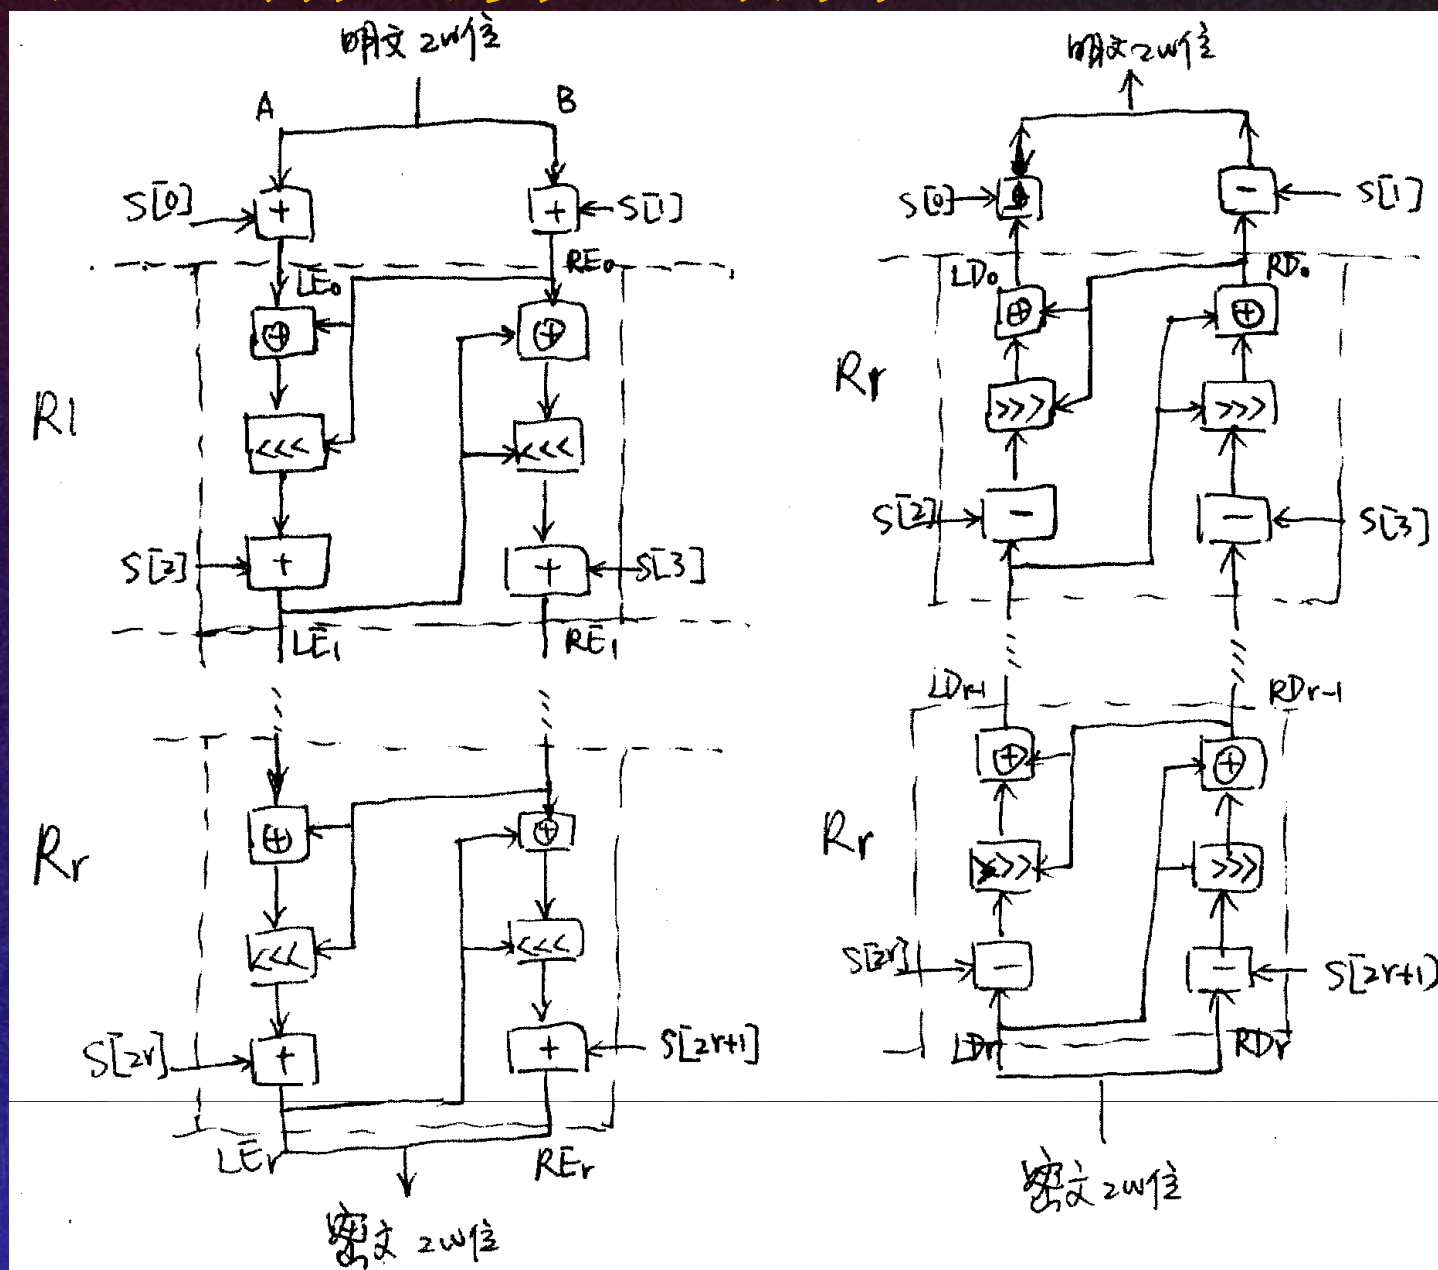 明文 2w位
A
B
S[0]
+
+
S[1]
LE₀
RE₀
⊕
⊕
R1
<<<
<<<
S[2]
+
+
S[3]
LE₁
RE₁
Rr
⊕
⊕
<<<
<<<
S[2r]
+
+
S[2r+1]
LEr
REr
密文 2w位
明文 2w位
S[0]
-
S[1]
LD₀
RD₀
⊕
⊕
Rr
>>>
>>>
S[2]
-
-
S[3]
LDr-1
RDr-1
⊕
⊕
Rr
>>>
>>>
S[2r]
-
-
S[2r+1)
LDr
RDr
密文 2w位